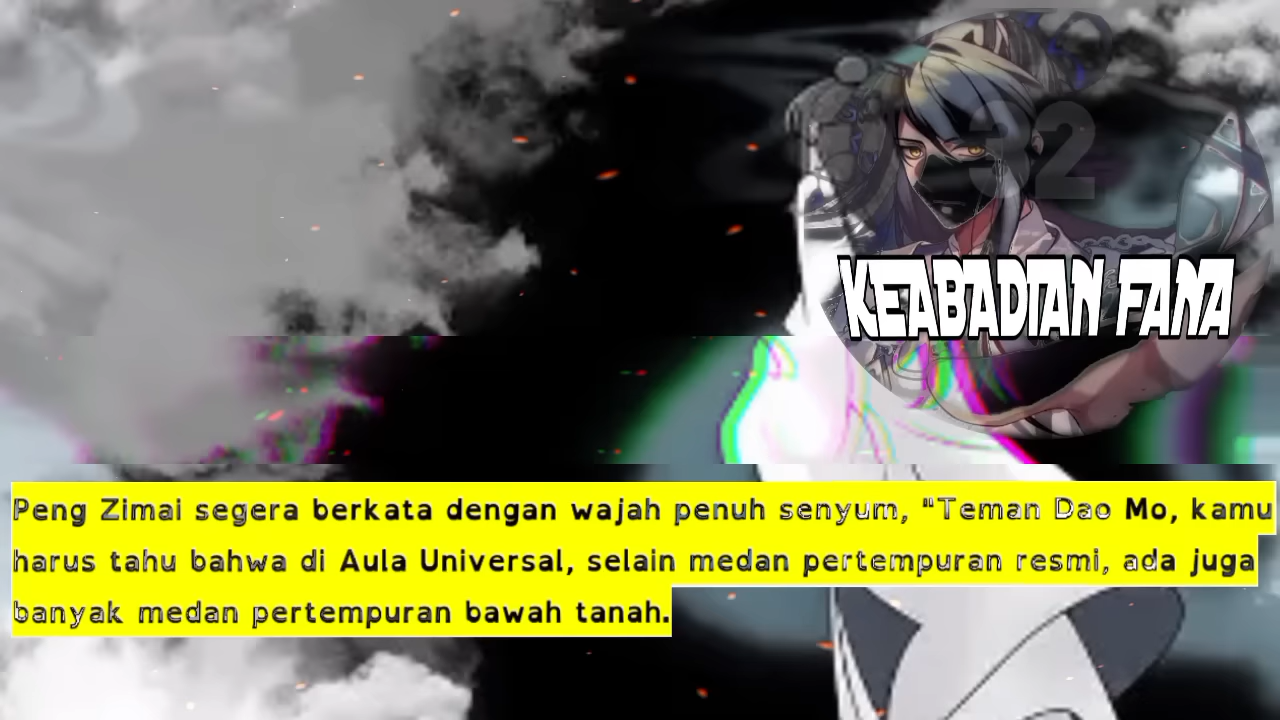 32
KEABADIAN FANA
Peng Zimai segera berkata dengan wajah penuh senyum, "Teman Dao Mo, kamu
harus tahu bahwa di Aula Universal, selain medan pertempuran resmi, ada juga
banyak medan pertempuran bawah tanah.